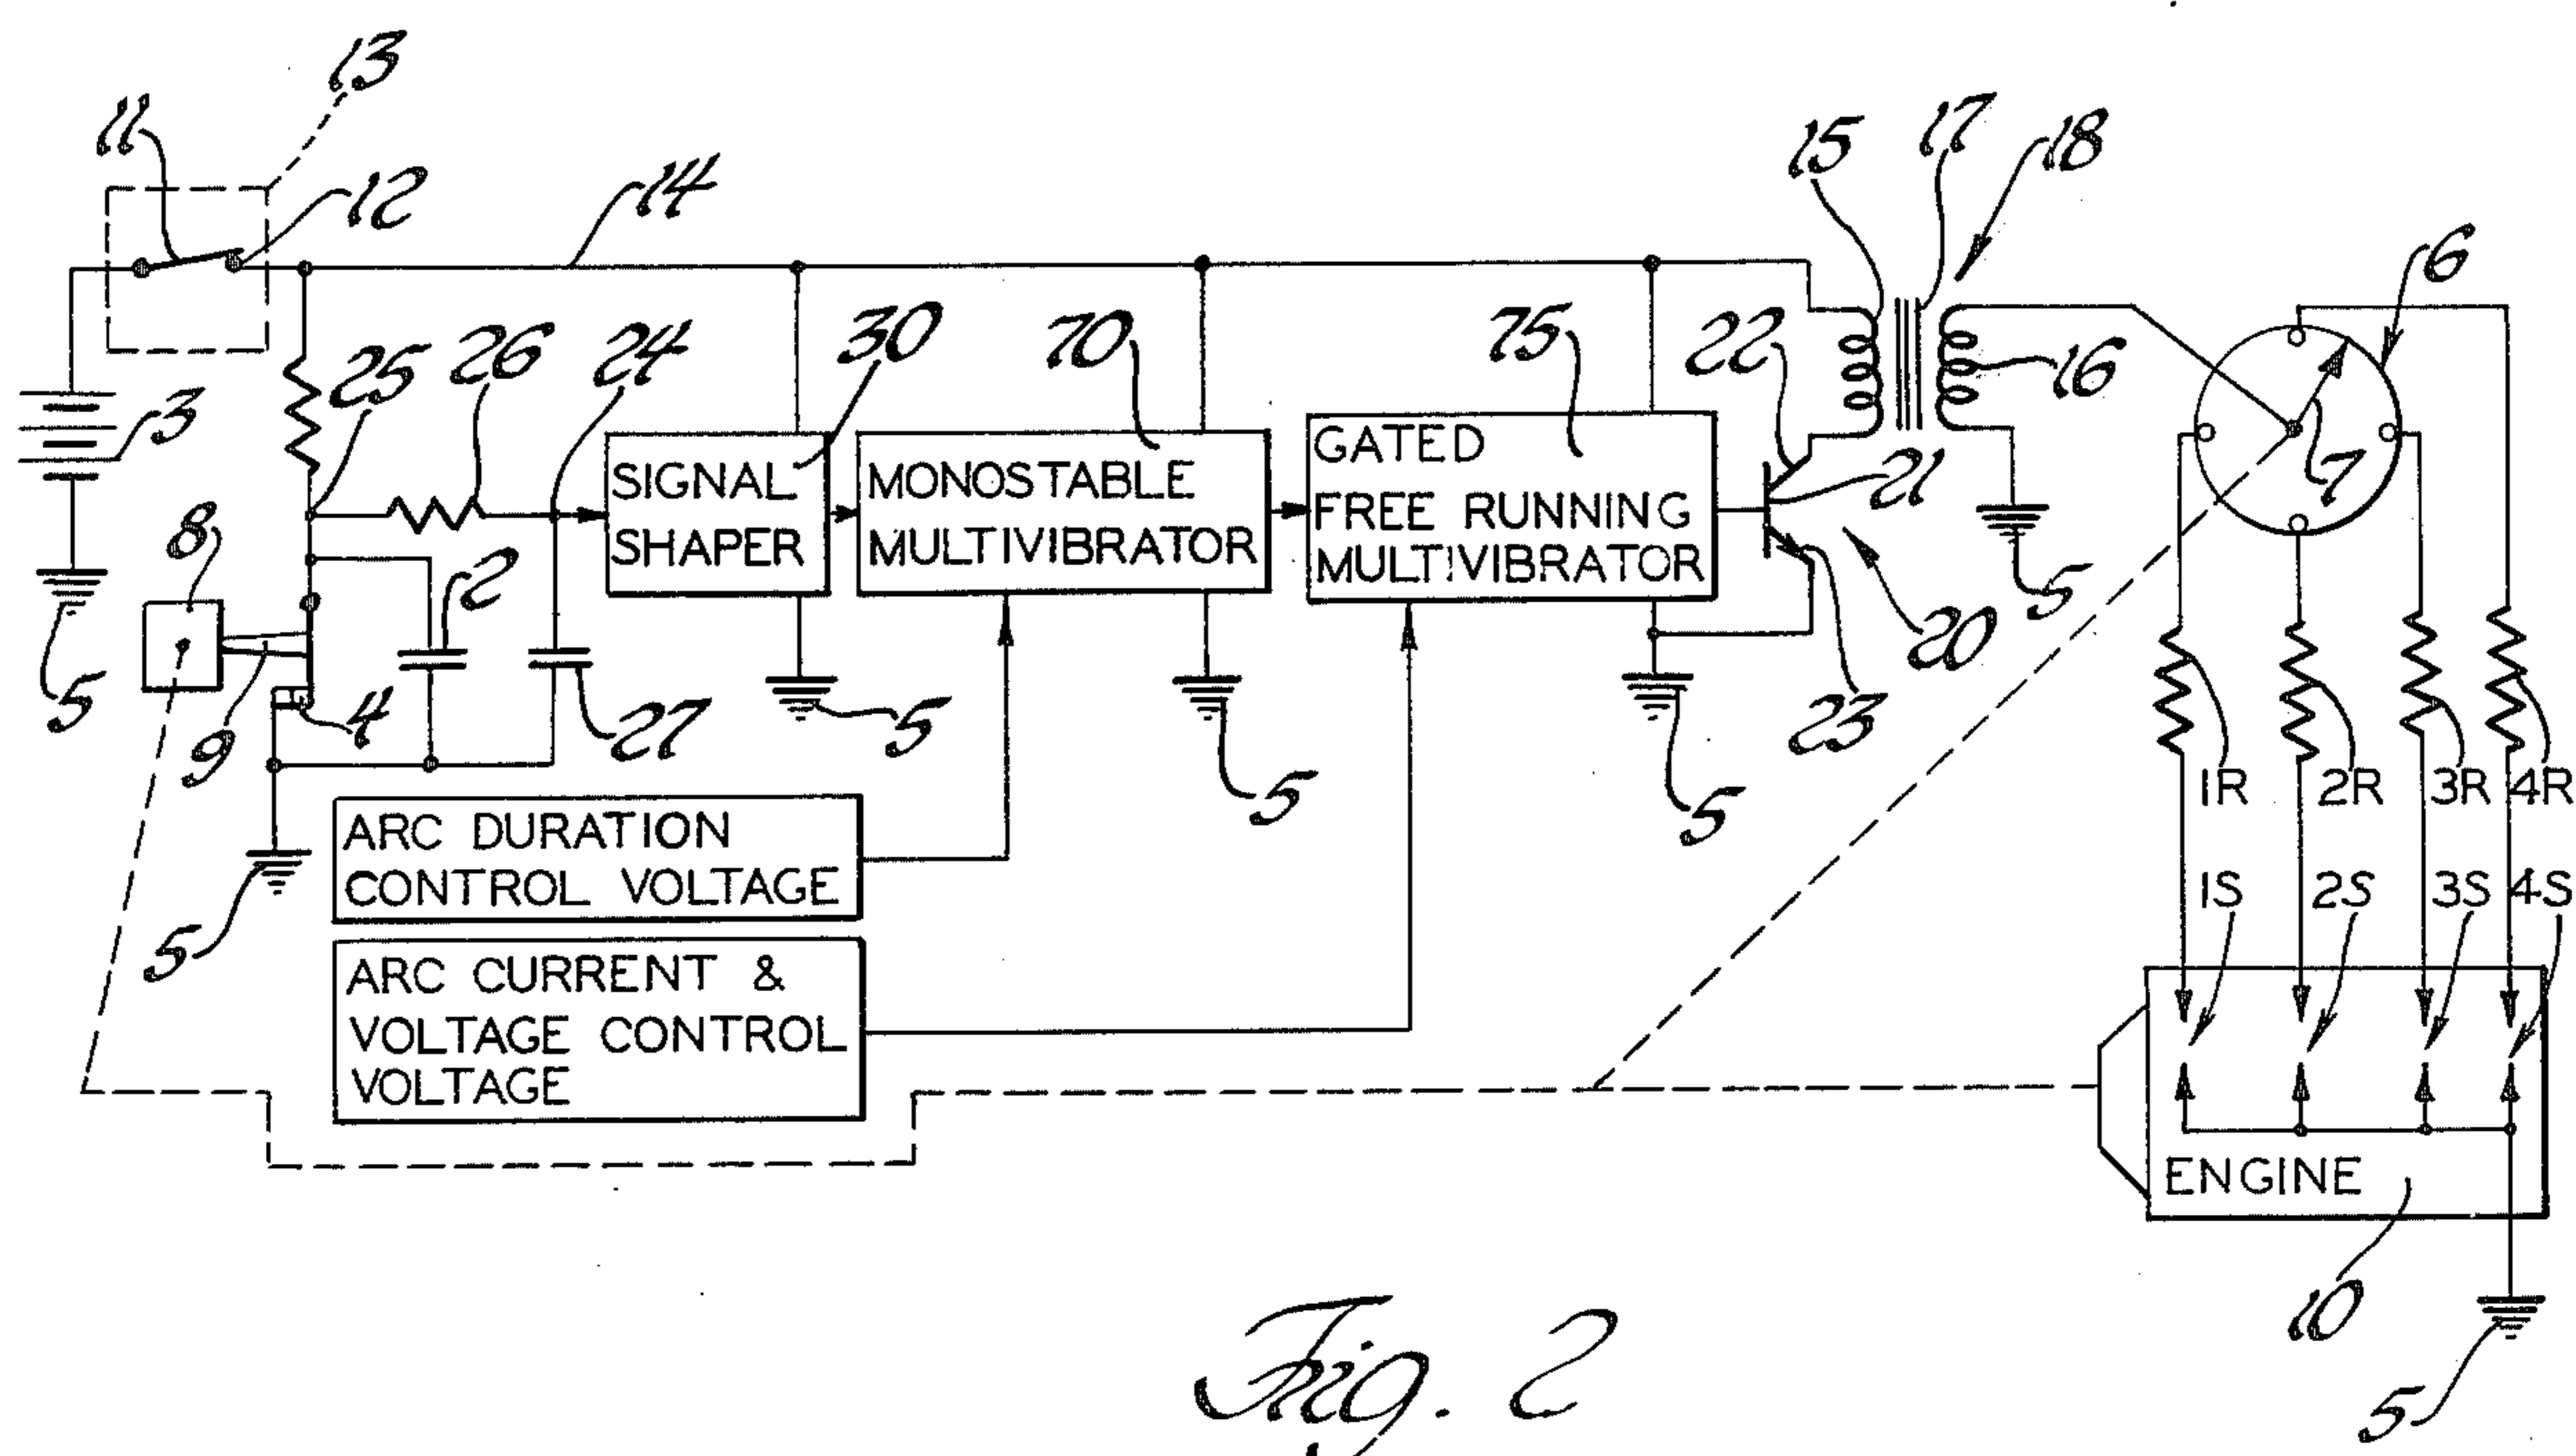 13
11
12
14
15
17
18
6
30
70
75
22
26
24
25
3
16
7
21
SIGNAL
SHAPER
MONOSTABLE
MULTIVIBRATOR
GATED
FREE RUNNING
MULTIVIBRATOR
8
2
5
5
20
23
5
9
4
27
5
5
5
1R
2R
3R
4R
ARC DURATION
CONTROL VOLTAGE
1S
2S
3S
4S
5
ARC CURRENT &
VOLTAGE CONTROL
VOLTAGE
ENGINE
10
5
Fig. 2